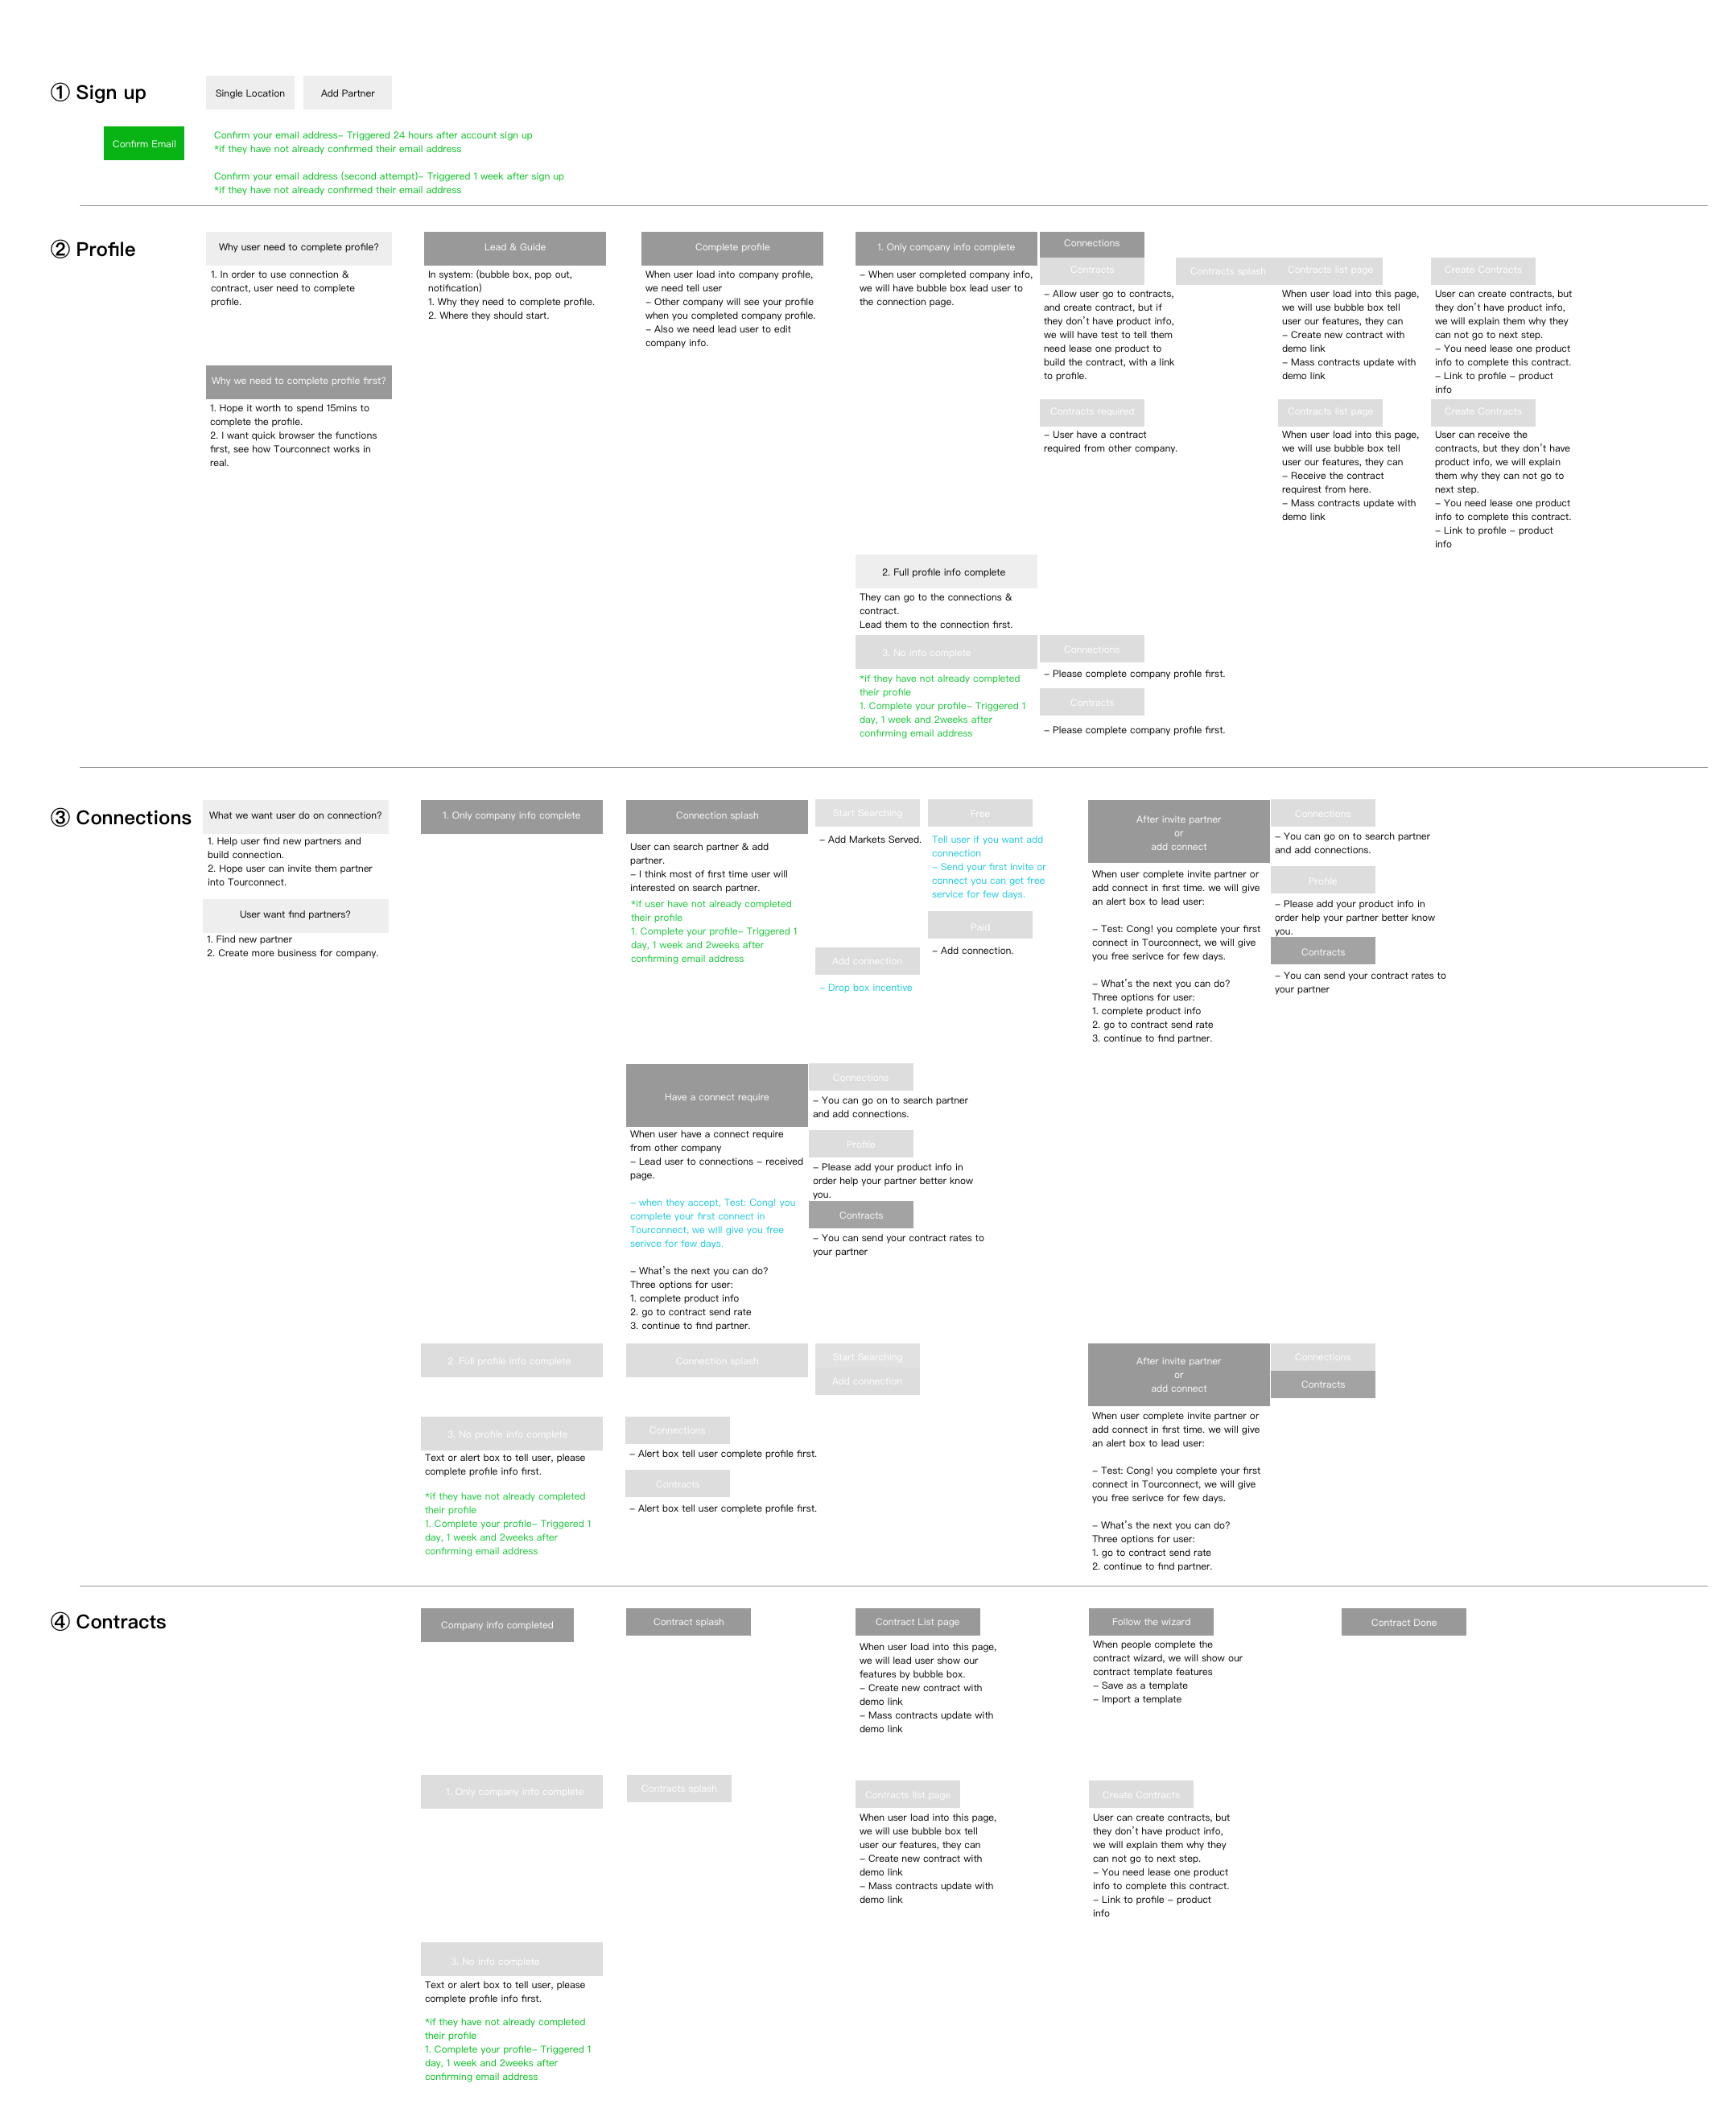 ① Sign up
Single Location
Add Partner
Confirm Email
Confirm your email address– Triggered 24 hours after account sign up
*if they have not already confirmed their email address
Confirm your email address (second attempt)– Triggered 1 week after sign up
*if they have not already confirmed their email address
② Profile
Why user need to complete profile?
1. In order to use connection &
contract, user need to complete
profile.
Why we need to complete profile first?
1. Hope it worth to spend 15mins to
complete the profile.
2. I want quick browser the functions
first, see how Tourconnect works in
real.
Lead & Guide
In system: (bubble box, pop out,
notification)
1. Why they need to complete profile.
2. Where they should start.
Complete profile
When user load into company profile,
we need tell user
– Other company will see your profile
when you completed company profile.
– Also we need lead user to edit
company info.
1. Only company info complete
– When user completed company info,
we will have bubble box lead user to
the connection page.
Connections
Contracts
– Allow user go to contracts,
and create contract, but if
they don't have product info,
we will have test to tell them
need lease one product to
build the contract, with a link
to profile.
Contracts splash
Contracts list page
When user load into this page,
we will use bubble box tell
user our features, they can
– Create new contract with
demo link
– Mass contracts update with
demo link
Create Contracts
User can create contracts, but
they don't have product info,
we will explain them why they
can not go to next step.
– You need lease one product
info to complete this contract.
– Link to profile – product
info
Contracts required
– User have a contract
required from other company.
Contracts list page
When user load into this page,
we will use bubble box tell
user our features, they can
– Receive the contract
requirest from here.
– Mass contracts update with
demo link
Create Contracts
User can receive the
contracts, but they don't have
product info, we will explain
them why they can not go to
next step.
– You need lease one product
info to complete this contract.
– Link to profile – product
info
2. Full profile info complete
They can go to the connections &
contract.
Lead them to the connection first.
3. No info complete
*if they have not already completed
their profile
1. Complete your profile– Triggered 1
day, 1 week and 2weeks after
confirming email address
Connections
– Please complete company profile first.
Contracts
– Please complete company profile first.
③ Connections
What we want user do on connection?
1. Help user find new partners and
build connection.
2. Hope user can invite them partner
into Tourconnect.
User want find partners?
1. Find new partner
2. Create more business for company.
1. Only company info complete
Connection splash
User can search partner & add
partner.
– I think most of first time user will
interested on search partner.
*if user have not already completed
their profile
1. Complete your profile– Triggered 1
day, 1 week and 2weeks after
confirming email address
Start Searching
– Add Markets Served.
Add connection
– Drop box incentive
Free
Tell user if you want add
connection
– Send your first Invite or
connect you can get free
service for few days.
Paid
– Add connection.
After invite partner
or
add connect
When user complete invite partner or
add connect in first time. we will give
an alert box to lead user:
– Test: Cong! you complete your first
connect in Tourconnect, we will give
you free serivce for few days.
– What's the next you can do?
Three options for user:
1. complete product info
2. go to contract send rate
3. continue to find partner.
Connections
– You can go on to search partner
and add connections.
Profile
– Please add your product info in
order help your partner better know
you.
Contracts
– You can send your contract rates to
your partner
Have a connect require
When user have a connect require
from other company
– Lead user to connections – received
page.
– when they accept, Test: Cong! you
complete your first connect in
Tourconnect, we will give you free
serivce for few days.
– What's the next you can do?
Three options for user:
1. complete product info
2. go to contract send rate
3. continue to find partner.
Connections
– You can go on to search partner
and add connections.
Profile
– Please add your product info in
order help your partner better know
you.
Contracts
– You can send your contract rates to
your partner
2. Full profile info complete
Connection splash
Start Searching
Add connection
After invite partner
or
add connect
When user complete invite partner or
add connect in first time. we will give
an alert box to lead user:
– Test: Cong! you complete your first
connect in Tourconnect, we will give
you free serivce for few days.
– What's the next you can do?
Three options for user:
1. go to contract send rate
2. continue to find partner.
Connections
Contracts
3. No profile info complete
Text or alert box to tell user, please
complete profile info first.
*if they have not already completed
their profile
1. Complete your profile– Triggered 1
day, 1 week and 2weeks after
confirming email address
Connections
– Alert box tell user complete profile first.
Contracts
– Alert box tell user complete profile first.
④ Contracts
Company info completed
Contract splash
Contract List page
When user load into this page,
we will lead user show our
features by bubble box.
– Create new contract with
demo link
– Mass contracts update with
demo link
Follow the wizard
When people complete the
contract wizard, we will show our
contract template features
– Save as a template
– Import a template
Contract Done
1. Only company into complete
Contracts splash
Contracts list page
When user load into this page,
we will use bubble box tell
user our features, they can
– Create new contract with
demo link
– Mass contracts update with
demo link
Create Contracts
User can create contracts, but
they don't have product info,
we will explain them why they
can not go to next step.
– You need lease one product
info to complete this contract.
– Link to profile – product
info
3. No info complete
Text or alert box to tell user, please
complete profile info first.
*if they have not already completed
their profile
1. Complete your profile– Triggered 1
day, 1 week and 2weeks after
confirming email address